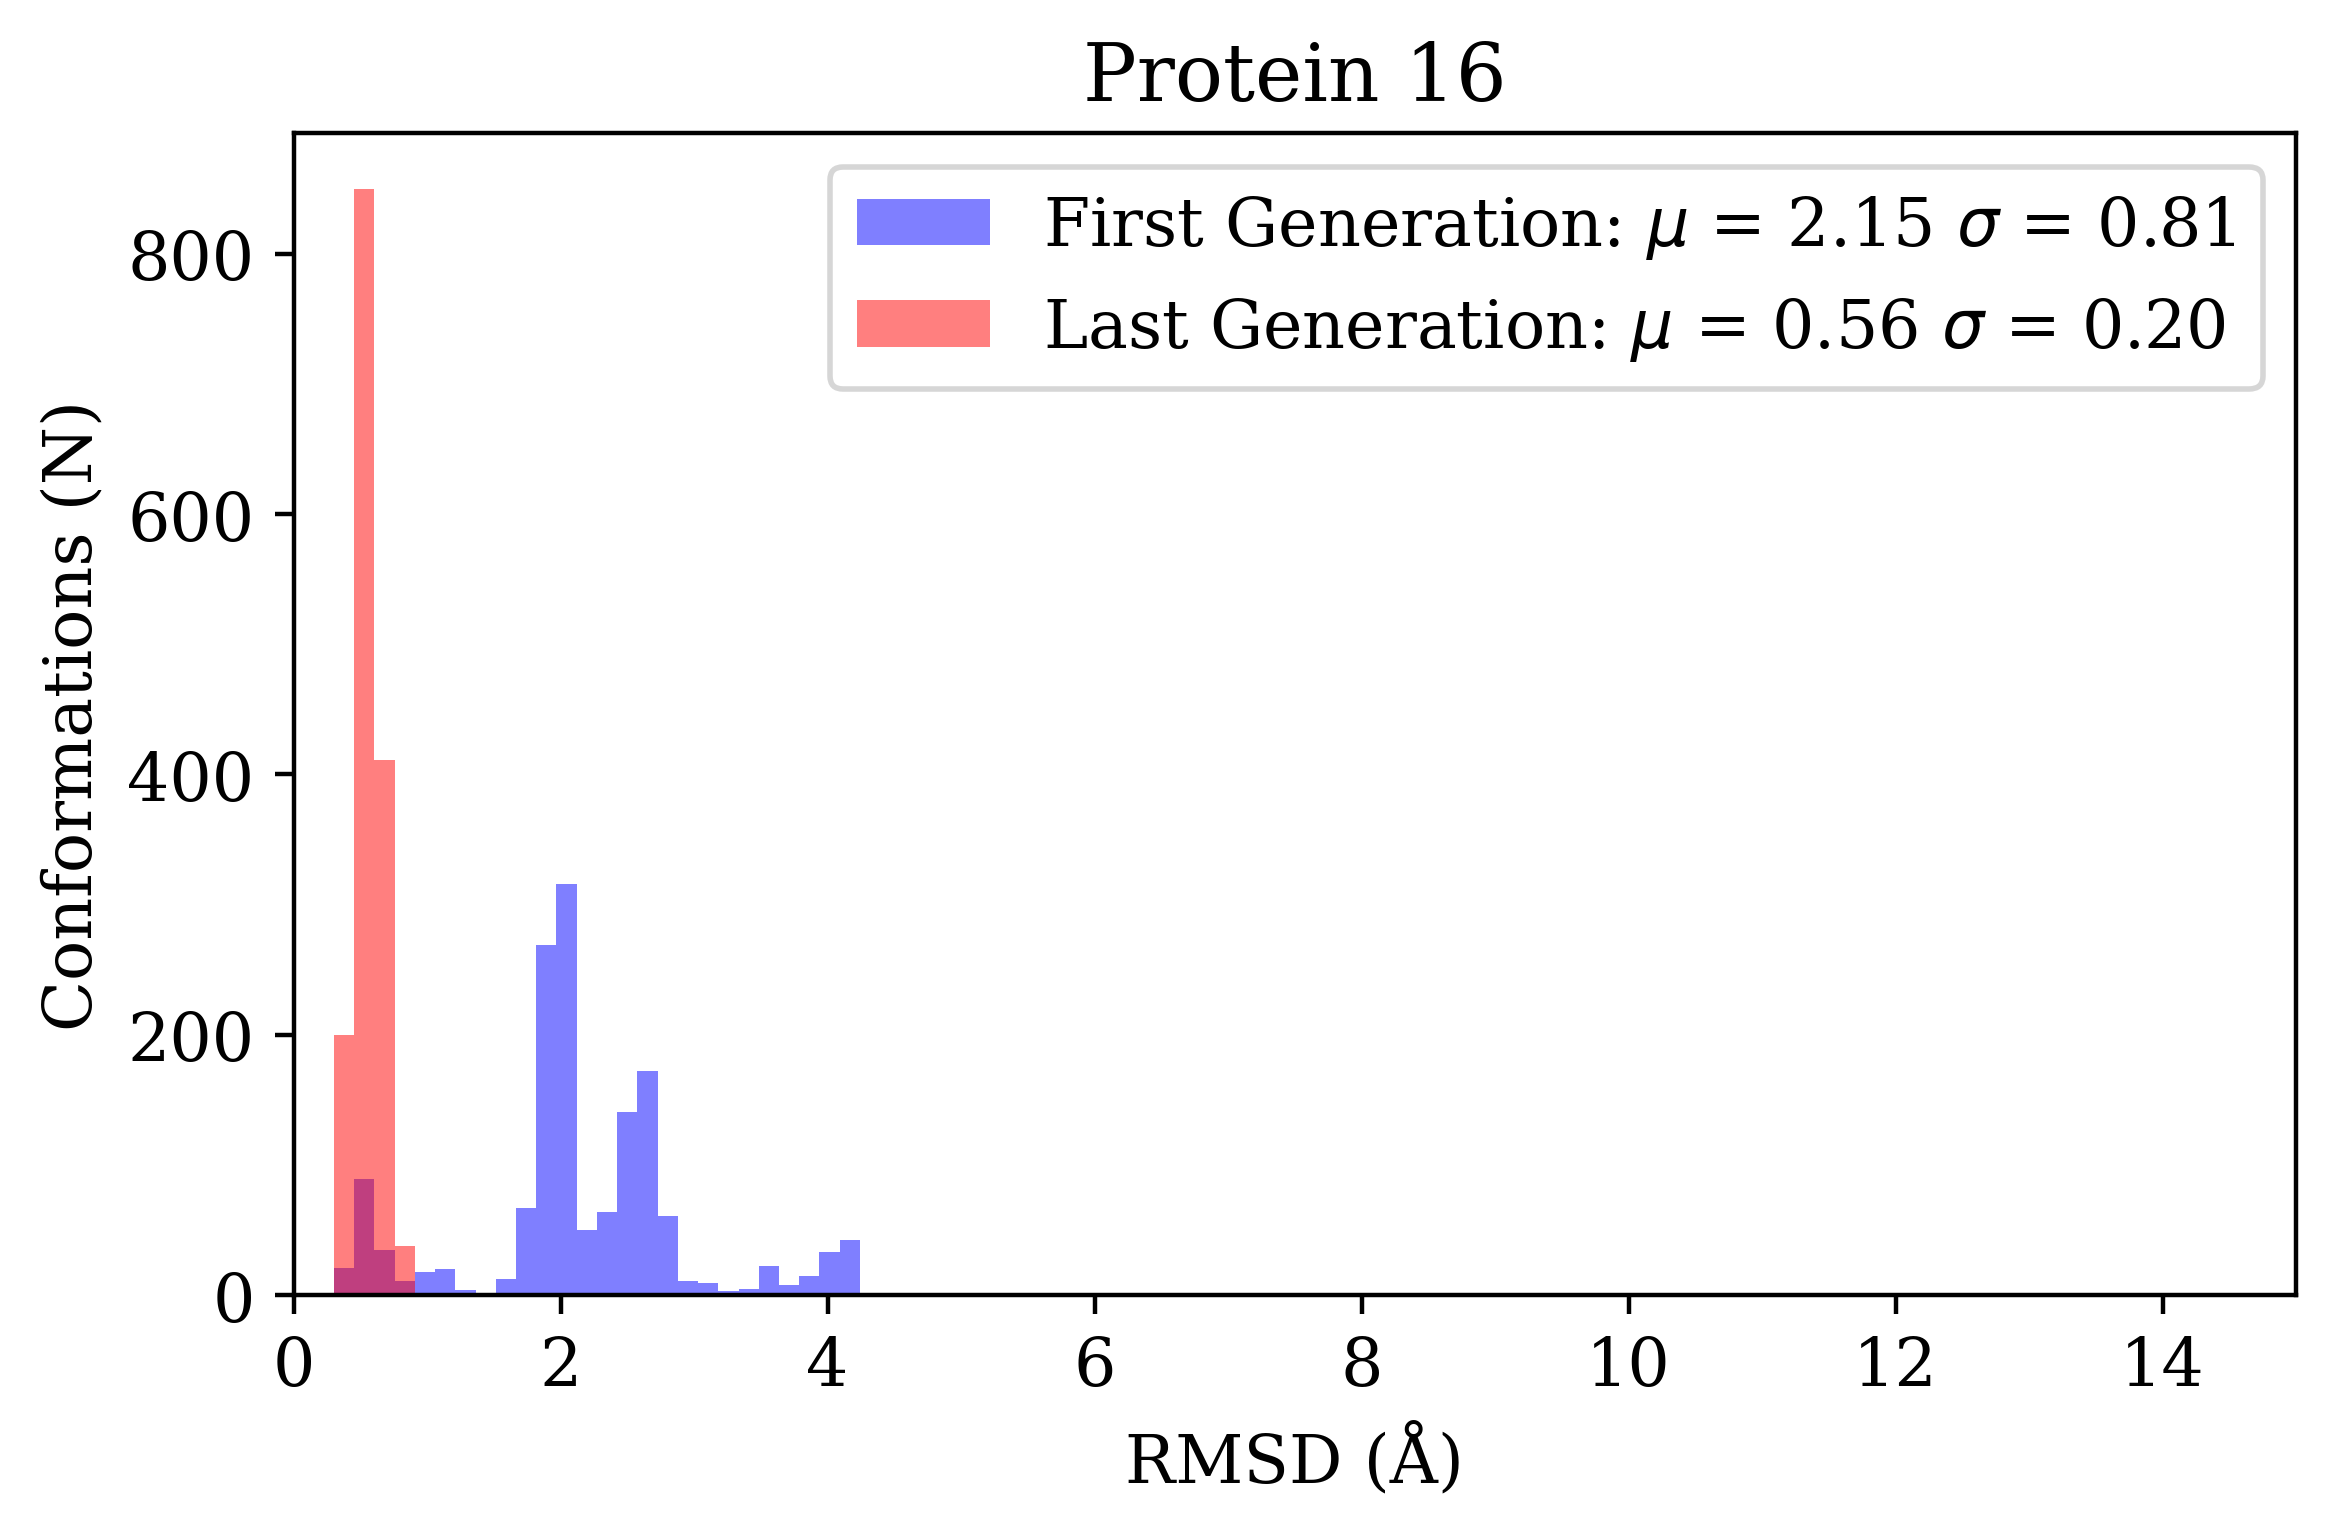 Protein 16
First Generation: μ = 2.15 σ = 0.81
Last Generation: μ = 0.56 σ = 0.20
Conformations (N)
800
600
400
200
0
0 2 4 6 8 10 12 14
RMSD (Å)